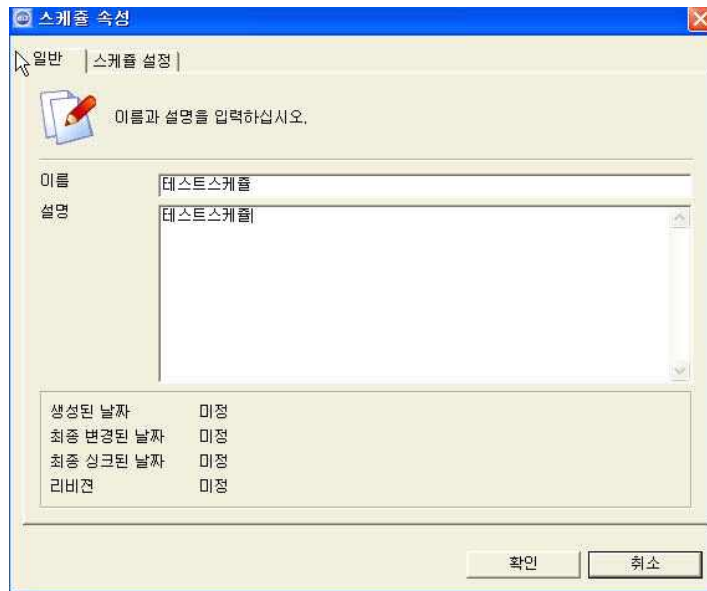 스케쥴 속성
일반 스케쥴 설정
이름과 설명을 입력하십시오.
이름 테스트스케쥴
설명 테스트스케쥴
생성된 날짜 미정
최종 변경된 날짜 미정
최종 싱크된 날짜 미정
리비젼 미정
확인 취소